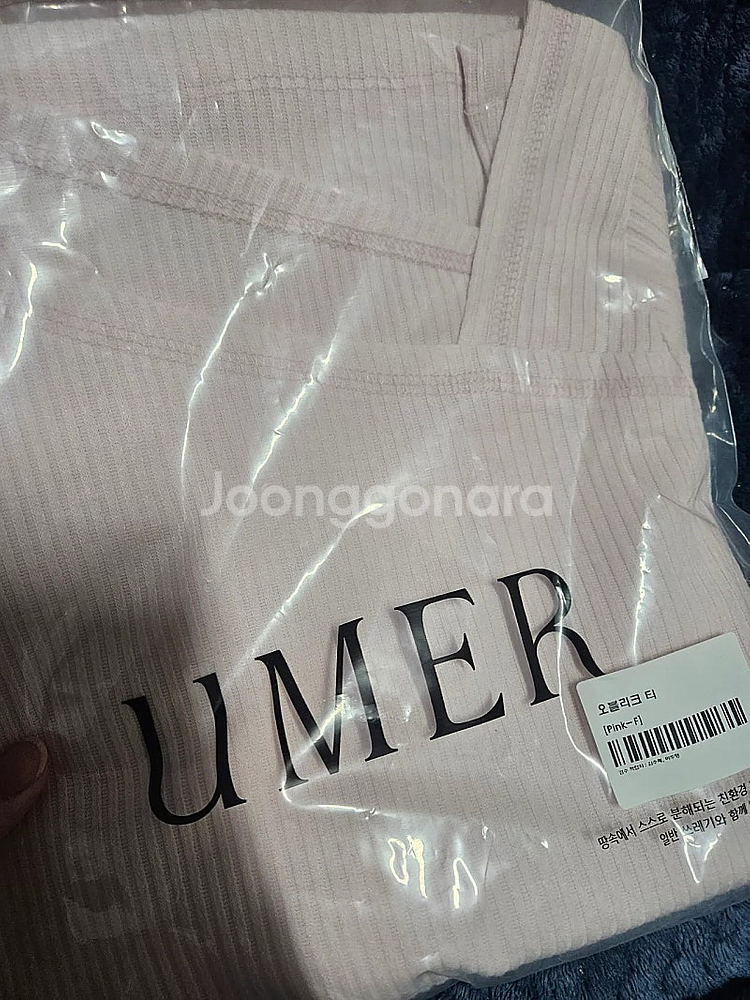 Joonggonara
UMER
오블리크 티
[Pink-F]
땅속에서 스스로 분해되는 친환경
일반 쓰레기와 함께